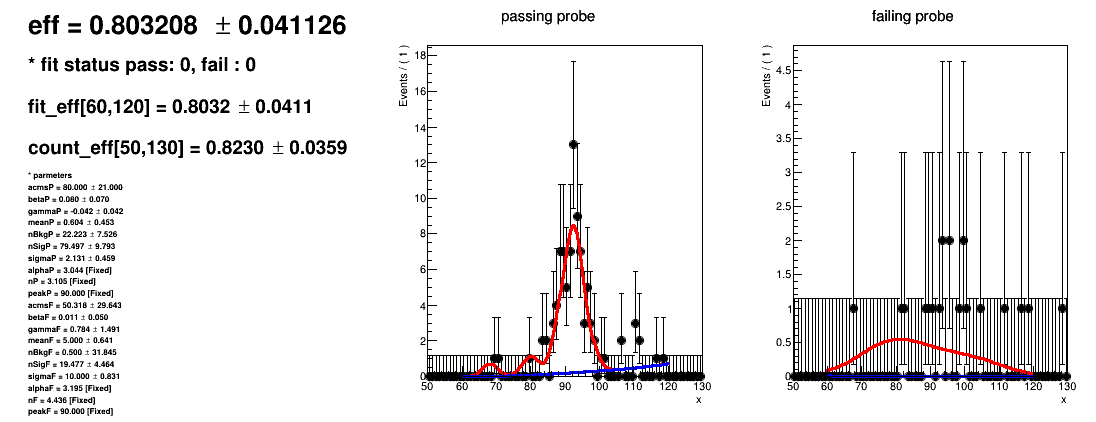 eff = 0.803208 ± 0.041126
* fit status pass: 0, fail : 0
fit_eff[60,120] = 0.8032 ± 0.0411
count_eff[50,130] = 0.8230 ± 0.0359
* parmeters
acmsP = 80.000 ± 21.000
betaP = 0.080 ± 0.070
gammaP = -0.042 ± 0.042
meanP = 0.604 ± 0.453
nBkgP = 22.223 ± 7.526
nSigP = 79.497 ± 9.793
sigmaP = 2.131 ± 0.459
alphaP = 3.044 [Fixed]
nP = 3.105 [Fixed]
peakP = 90.000 [Fixed]
acmsF = 50.318 ± 29.643
betaF = 0.011 ± 0.050
gammaF = 0.784 ± 1.491
meanF = 5.000 ± 0.641
nBkgF = 0.500 ± 31.845
nSigF = 19.477 ± 4.464
sigmaF = 10.000 ± 0.831
alphaF = 3.195 [Fixed]
nF = 4.436 [Fixed]
peakF = 90.000 [Fixed]
passing probe
Events / ( 1 )
18
16
14
12
10
8
6
4
2
0
50 60 70 80 90 100 110 120 130
x
failing probe
Events / ( 1 )
4.5
4
3.5
3
2.5
2
1.5
1
0.5
0
50 60 70 80 90 100 110 120 130
x